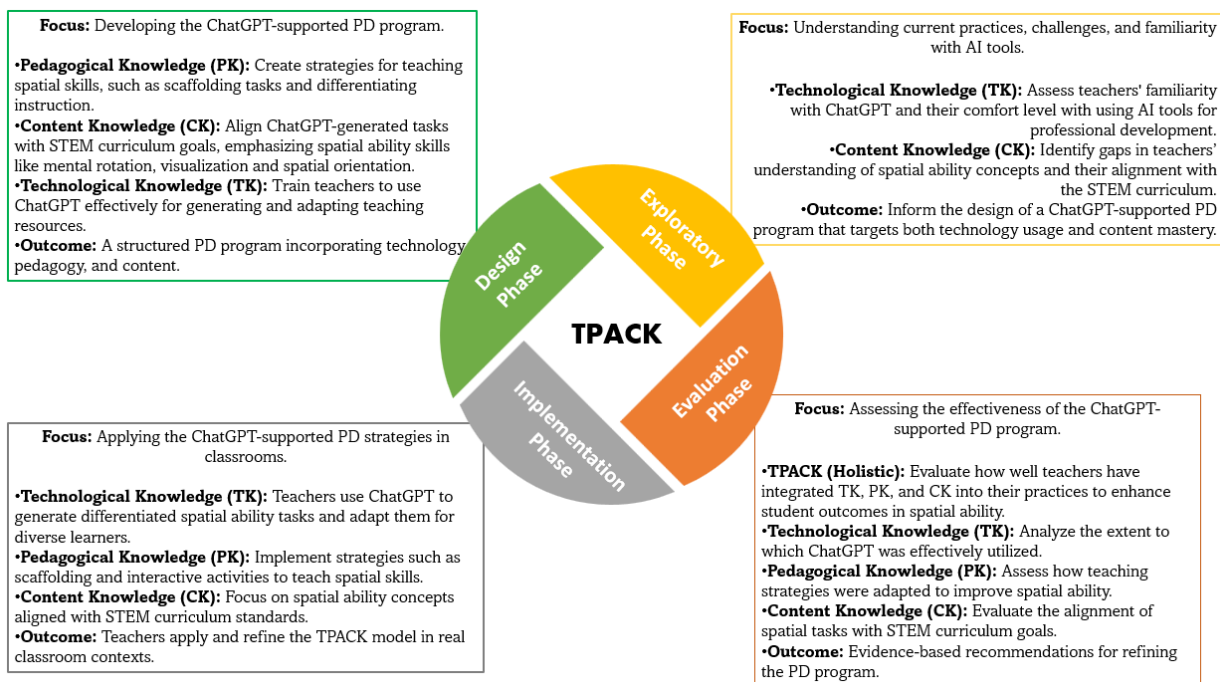 Focus: Developing the ChatGPT-supported PD program.
•Pedagogical Knowledge (PK): Create strategies for teaching
spatial skills, such as scaffolding tasks and differentiating
instruction.
•Content Knowledge (CK): Align ChatGPT-generated tasks
with STEM curriculum goals, emphasizing spatial ability skills
like mental rotation, visualization and spatial orientation.
•Technological Knowledge (TK): Train teachers to use
ChatGPT effectively for generating and adapting teaching
resources.
•Outcome: A structured PD program incorporating technology
pedagogy, and content.
Focus: Understanding current practices, challenges, and familiarity
with AI tools.
•Technological Knowledge (TK): Assess teachers' familiarity
with ChatGPT and their comfort level with using AI tools for
professional development.
•Content Knowledge (CK): Identify gaps in teachers’
understanding of spatial ability concepts and their alignment with
the STEM curriculum.
•Outcome: Inform the design of a ChatGPT-supported PD
program that targets both technology usage and content mastery.
Design
Phase
Exploratory
Phase
TPACK
Implementation
Phase
Evaluation
Phase
Focus: Applying the ChatGPT-supported PD strategies in
classrooms.
•Technological Knowledge (TK): Teachers use ChatGPT to
generate differentiated spatial ability tasks and adapt them for
diverse learners.
•Pedagogical Knowledge (PK): Implement strategies such as
scaffolding and interactive activities to teach spatial skills.
•Content Knowledge (CK): Focus on spatial ability concepts
aligned with STEM curriculum standards.
•Outcome: Teachers apply and refine the TPACK model in real
classroom contexts.
Focus: Assessing the effectiveness of the ChatGPT-
supported PD program.
•TPACK (Holistic): Evaluate how well teachers have
integrated TK, PK, and CK into their practices to enhance
student outcomes in spatial ability.
•Technological Knowledge (TK): Analyze the extent to
which ChatGPT was effectively utilized.
•Pedagogical Knowledge (PK): Assess how teaching
strategies were adapted to improve spatial ability.
•Content Knowledge (CK): Evaluate the alignment of
spatial tasks with STEM curriculum goals.
•Outcome: Evidence-based recommendations for refining
the PD program.